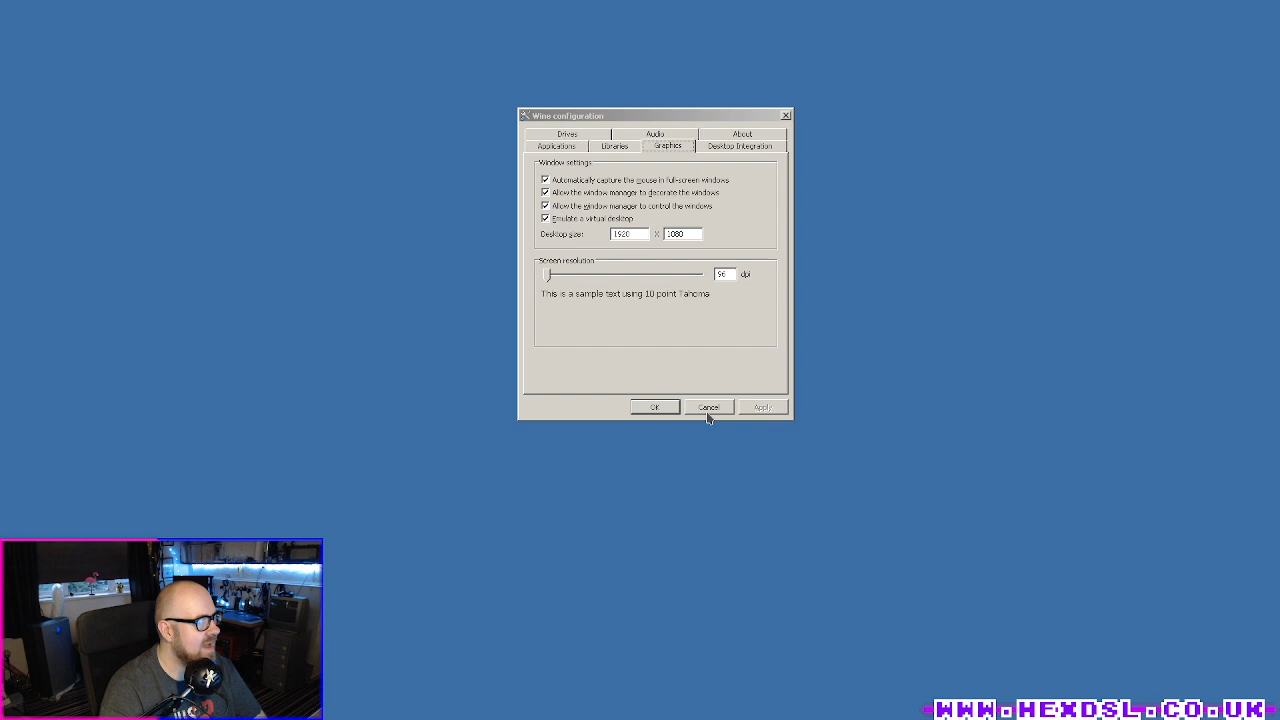 Wine configuration
Drives Audio About
Applications Libraries Graphics Desktop Integration
Window settings
Automatically capture the mouse in full-screen windows
Allow the window manager to decorate the windows
Allow the window manager to control the windows
Emulate a virtual desktop
Desktop size: 1920 X 1080
Screen resolution
96 dpi
This is a sample text using 10 point Tahoma
OK Cancel Apply
WWW.HEXDSL.CO.UK